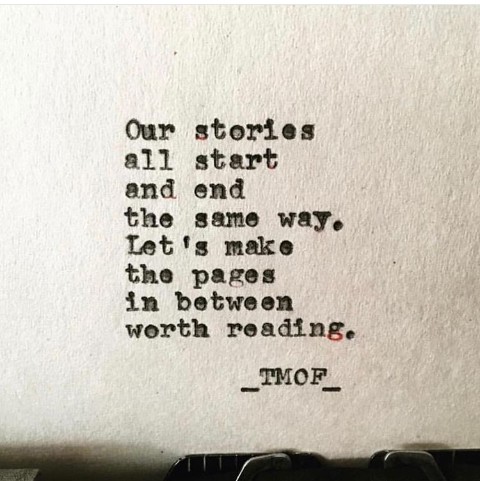 Our stories
all start
and end
the same way.
Let's make
the pages
in between
worth reading.
_TMOF_